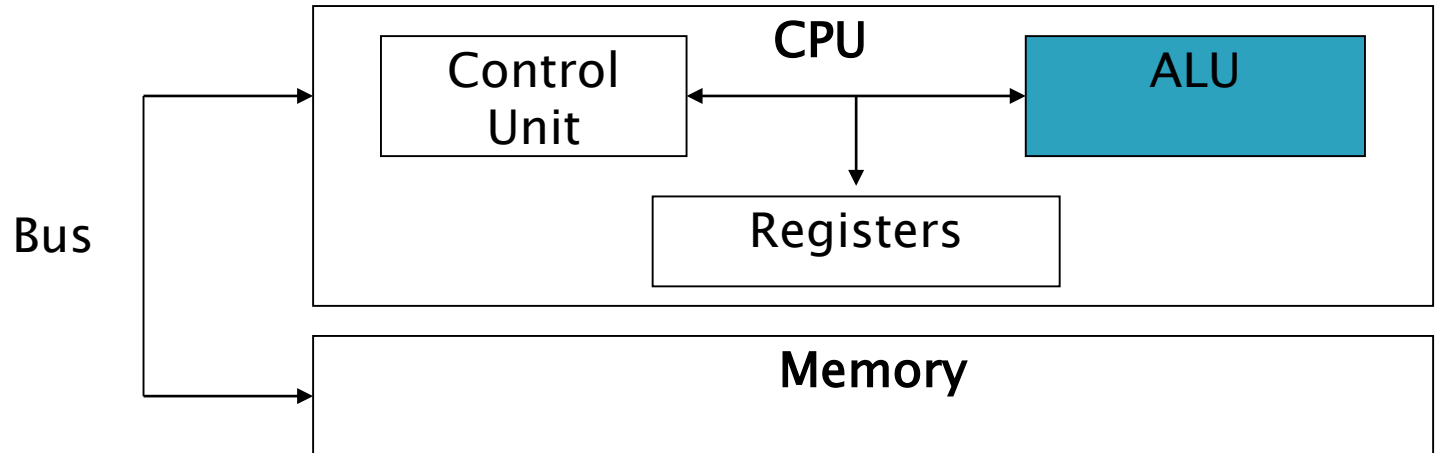 CPU
Control
Unit
ALU
Registers
Bus
Memory